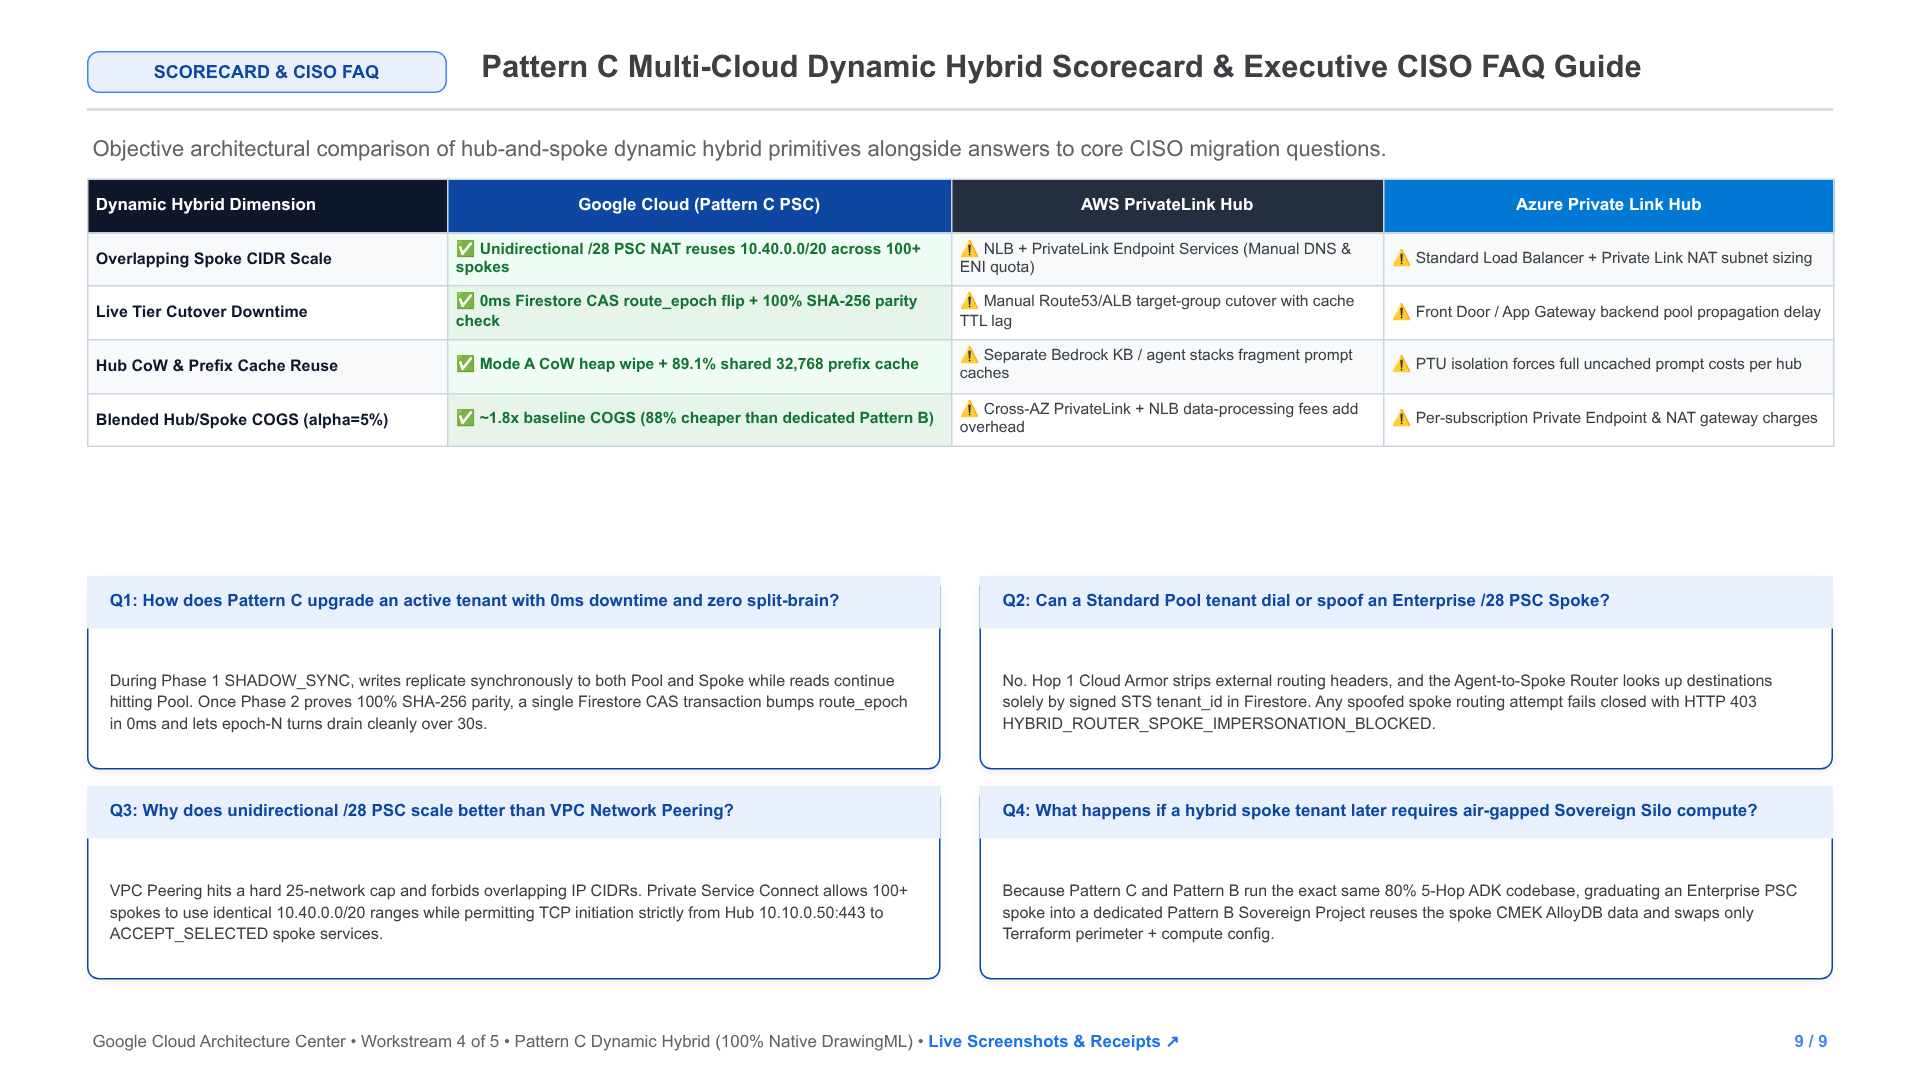 SCORECARD & CISO FAQ
Pattern C Multi-Cloud Dynamic Hybrid Scorecard & Executive CISO FAQ Guide
Objective architectural comparison of hub-and-spoke dynamic hybrid primitives alongside answers to core CISO migration questions.
Dynamic Hybrid Dimension
Google Cloud (Pattern C PSC)
AWS PrivateLink Hub
Azure Private Link Hub
Overlapping Spoke CIDR Scale
✅ Unidirectional /28 PSC NAT reuses 10.40.0.0/20 across 100+
spokes
⚠️ NLB + PrivateLink Endpoint Services (Manual DNS &
ENI quota)
⚠️ Standard Load Balancer + Private Link NAT subnet sizing
Live Tier Cutover Downtime
✅ 0ms Firestore CAS route_epoch flip + 100% SHA-256 parity
check
⚠️ Manual Route53/ALB target-group cutover with cache
TTL lag
⚠️ Front Door / App Gateway backend pool propagation delay
Hub CoW & Prefix Cache Reuse
✅ Mode A CoW heap wipe + 89.1% shared 32,768 prefix cache
⚠️ Separate Bedrock KB / agent stacks fragment prompt
caches
⚠️ PTU isolation forces full uncached prompt costs per hub
Blended Hub/Spoke COGS (alpha=5%)
✅ ~1.8x baseline COGS (88% cheaper than dedicated Pattern B)
⚠️ Cross-AZ PrivateLink + NLB data-processing fees add
overhead
⚠️ Per-subscription Private Endpoint & NAT gateway charges
Q1: How does Pattern C upgrade an active tenant with 0ms downtime and zero split-brain?
During Phase 1 SHADOW_SYNC, writes replicate synchronously to both Pool and Spoke while reads continue
hitting Pool. Once Phase 2 proves 100% SHA-256 parity, a single Firestore CAS transaction bumps route_epoch
in 0ms and lets epoch-N turns drain cleanly over 30s.
Q2: Can a Standard Pool tenant dial or spoof an Enterprise /28 PSC Spoke?
No. Hop 1 Cloud Armor strips external routing headers, and the Agent-to-Spoke Router looks up destinations
solely by signed STS tenant_id in Firestore. Any spoofed spoke routing attempt fails closed with HTTP 403
HYBRID_ROUTER_SPOKE_IMPERSONATION_BLOCKED.
Q3: Why does unidirectional /28 PSC scale better than VPC Network Peering?
VPC Peering hits a hard 25-network cap and forbids overlapping IP CIDRs. Private Service Connect allows 100+
spokes to use identical 10.40.0.0/20 ranges while permitting TCP initiation strictly from Hub 10.10.0.50:443 to
ACCEPT_SELECTED spoke services.
Q4: What happens if a hybrid spoke tenant later requires air-gapped Sovereign Silo compute?
Because Pattern C and Pattern B run the exact same 80% 5-Hop ADK codebase, graduating an Enterprise PSC
spoke into a dedicated Pattern B Sovereign Project reuses the spoke CMEK AlloyDB data and swaps only
Terraform perimeter + compute config.
Google Cloud Architecture Center • Workstream 4 of 5 • Pattern C Dynamic Hybrid (100% Native DrawingML) • Live Screenshots & Receipts ↗
9 / 9